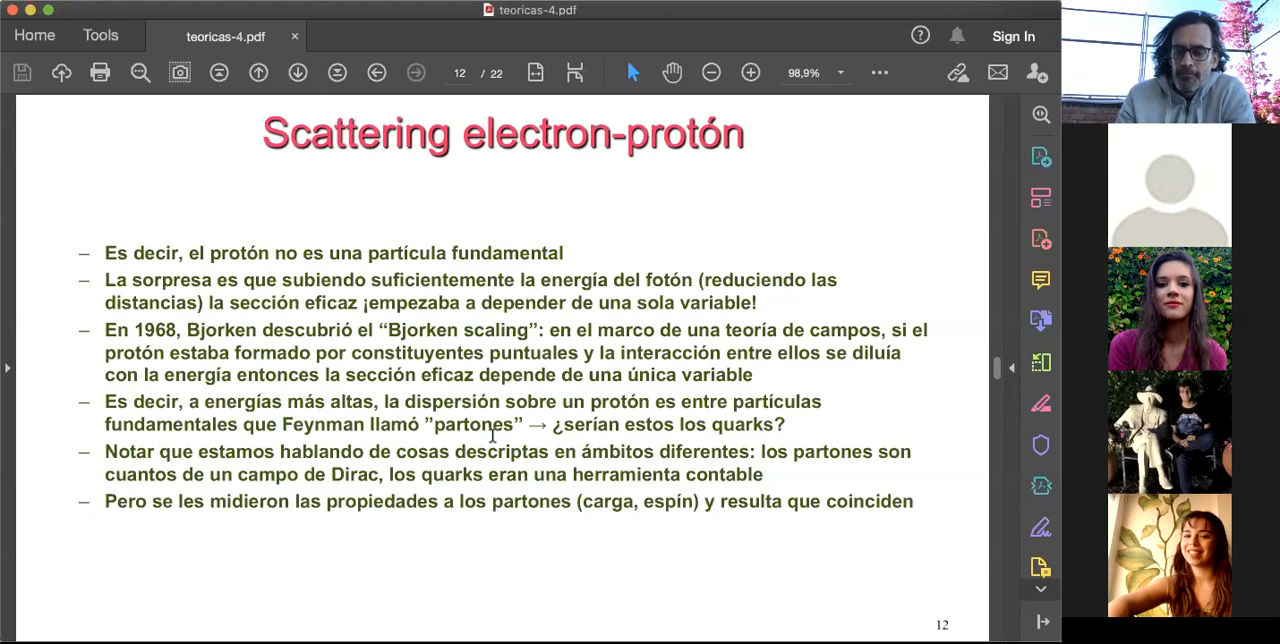 teoricas-4.pdf
Home
Tools
teoricas-4.pdf
×
Sign In
12 / 22
98,9%
Scattering electron-protón
– Es decir, el protón no es una partícula fundamental
– La sorpresa es que subiendo suficientemente la energía del fotón (reduciendo las
distancias) la sección eficaz ¡empezaba a depender de una sola variable!
– En 1968, Bjorken descubrió el “Bjorken scaling”: en el marco de una teoría de campos, si el
protón estaba formado por constituyentes puntuales y la interacción entre ellos se diluía
con la energía entonces la sección eficaz depende de una única variable
– Es decir, a energías más altas, la dispersión sobre un protón es entre partículas
fundamentales que Feynman llamó ”partones” → ¿serían estos los quarks?
– Notar que estamos hablando de cosas descriptas en ámbitos diferentes: los partones son
cuantos de un campo de Dirac, los quarks eran una herramienta contable
– Pero se les midieron las propiedades a los partones (carga, espín) y resulta que coinciden
12